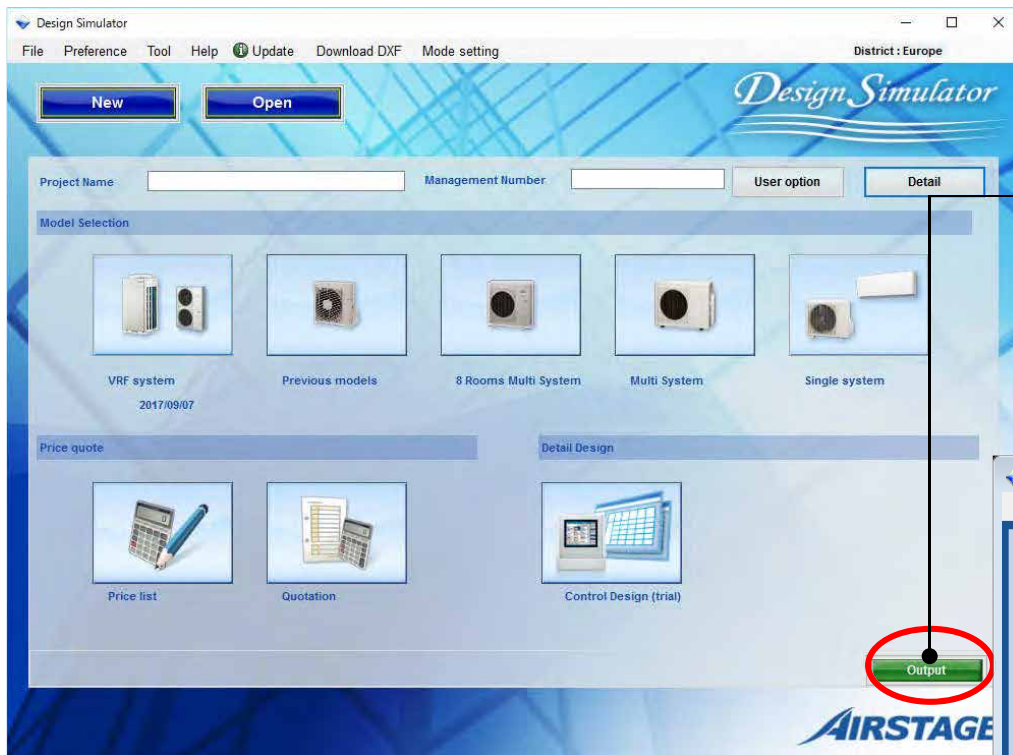 Design Simulator
File Preference Tool Help Update Download DXF Mode setting District : Europe
New Open Design Simulator
Project Name Management Number User option Detail
Model Selection
VRF system Previous models 8 Rooms Multi System Multi System Single system
2017/09/07
Price quote Detail Design
Price list Quotation Control Design (trial)
Output
AIRSTAGE